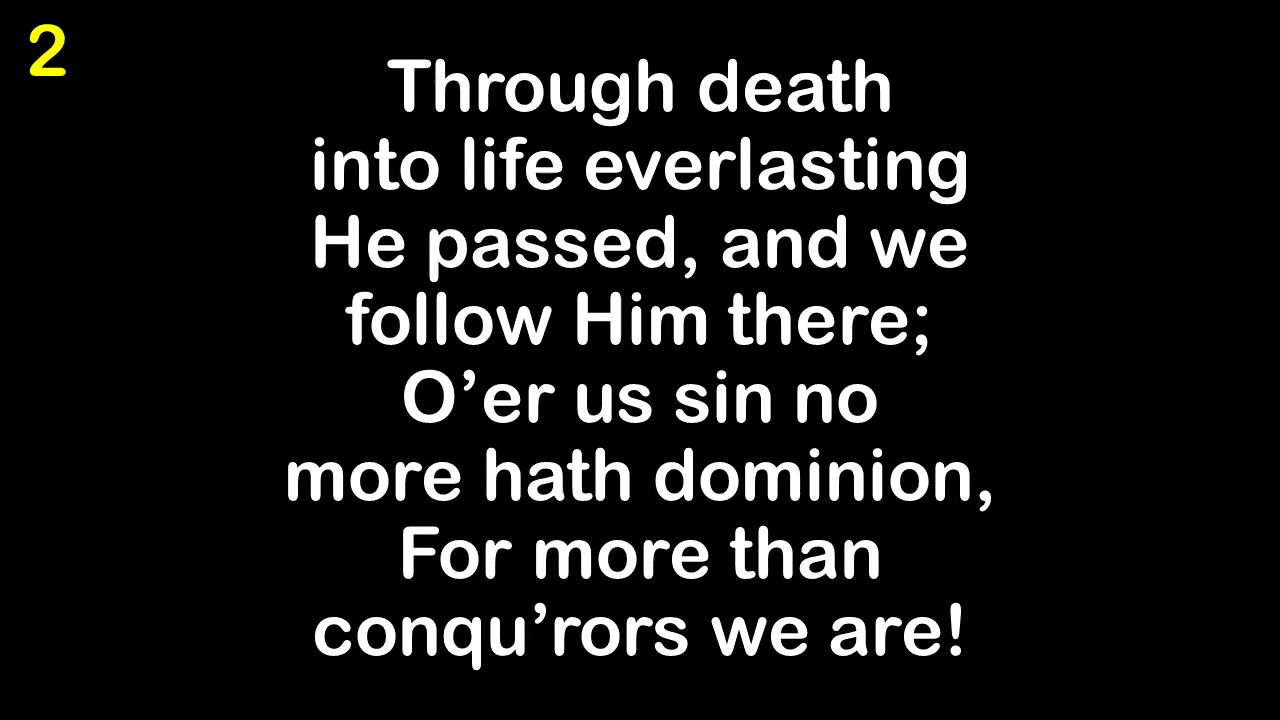 2
Through death
into life everlasting
He passed, and we
follow Him there;
O’er us sin no
more hath dominion,
For more than
conqu’rors we are!